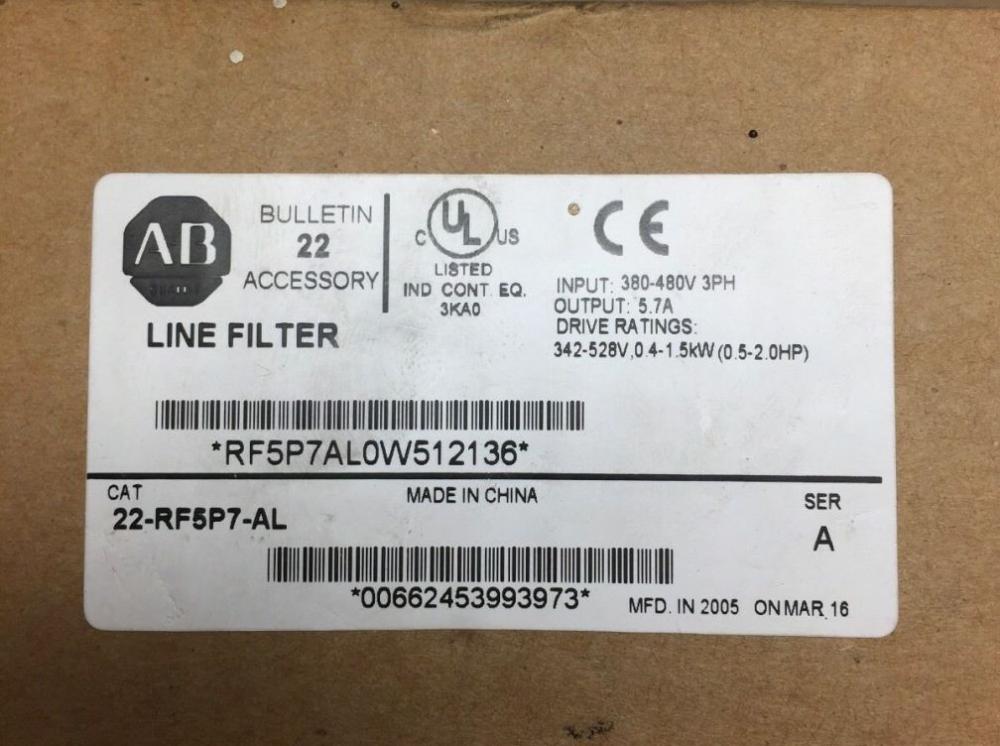 AB
BULLETIN
22
ACCESSORY
LINE FILTER
C UL US
LISTED
IND CONT. EQ.
3KA0
CE
INPUT: 380-480V 3PH
OUTPUT: 5.7A
DRIVE RATINGS:
342-528V,0.4-1.5kW (0.5-2.0HP)
*RF5P7AL0W512136*
CAT
22-RF5P7-AL
MADE IN CHINA
SER
A
*00662453993973*
MFD. IN 2005 ON MAR.16